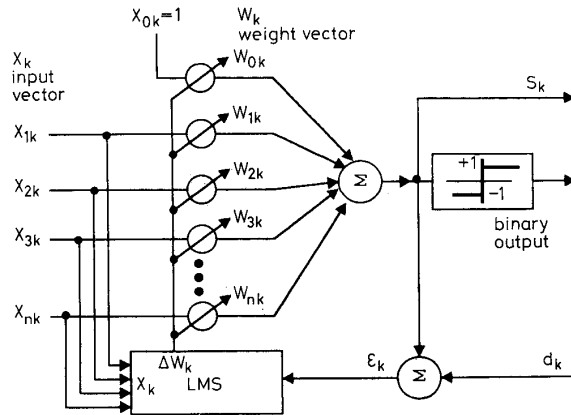 X0k=1
Wk
weight vector
Xk
input
vector
W0k
Sk
X1k
W1k
X2k
W2k
Σ
+1
-1
X3k
W3k
binary
output
Xnk
Wnk
ΔWk
Xk
LMS
εk
Σ
dk